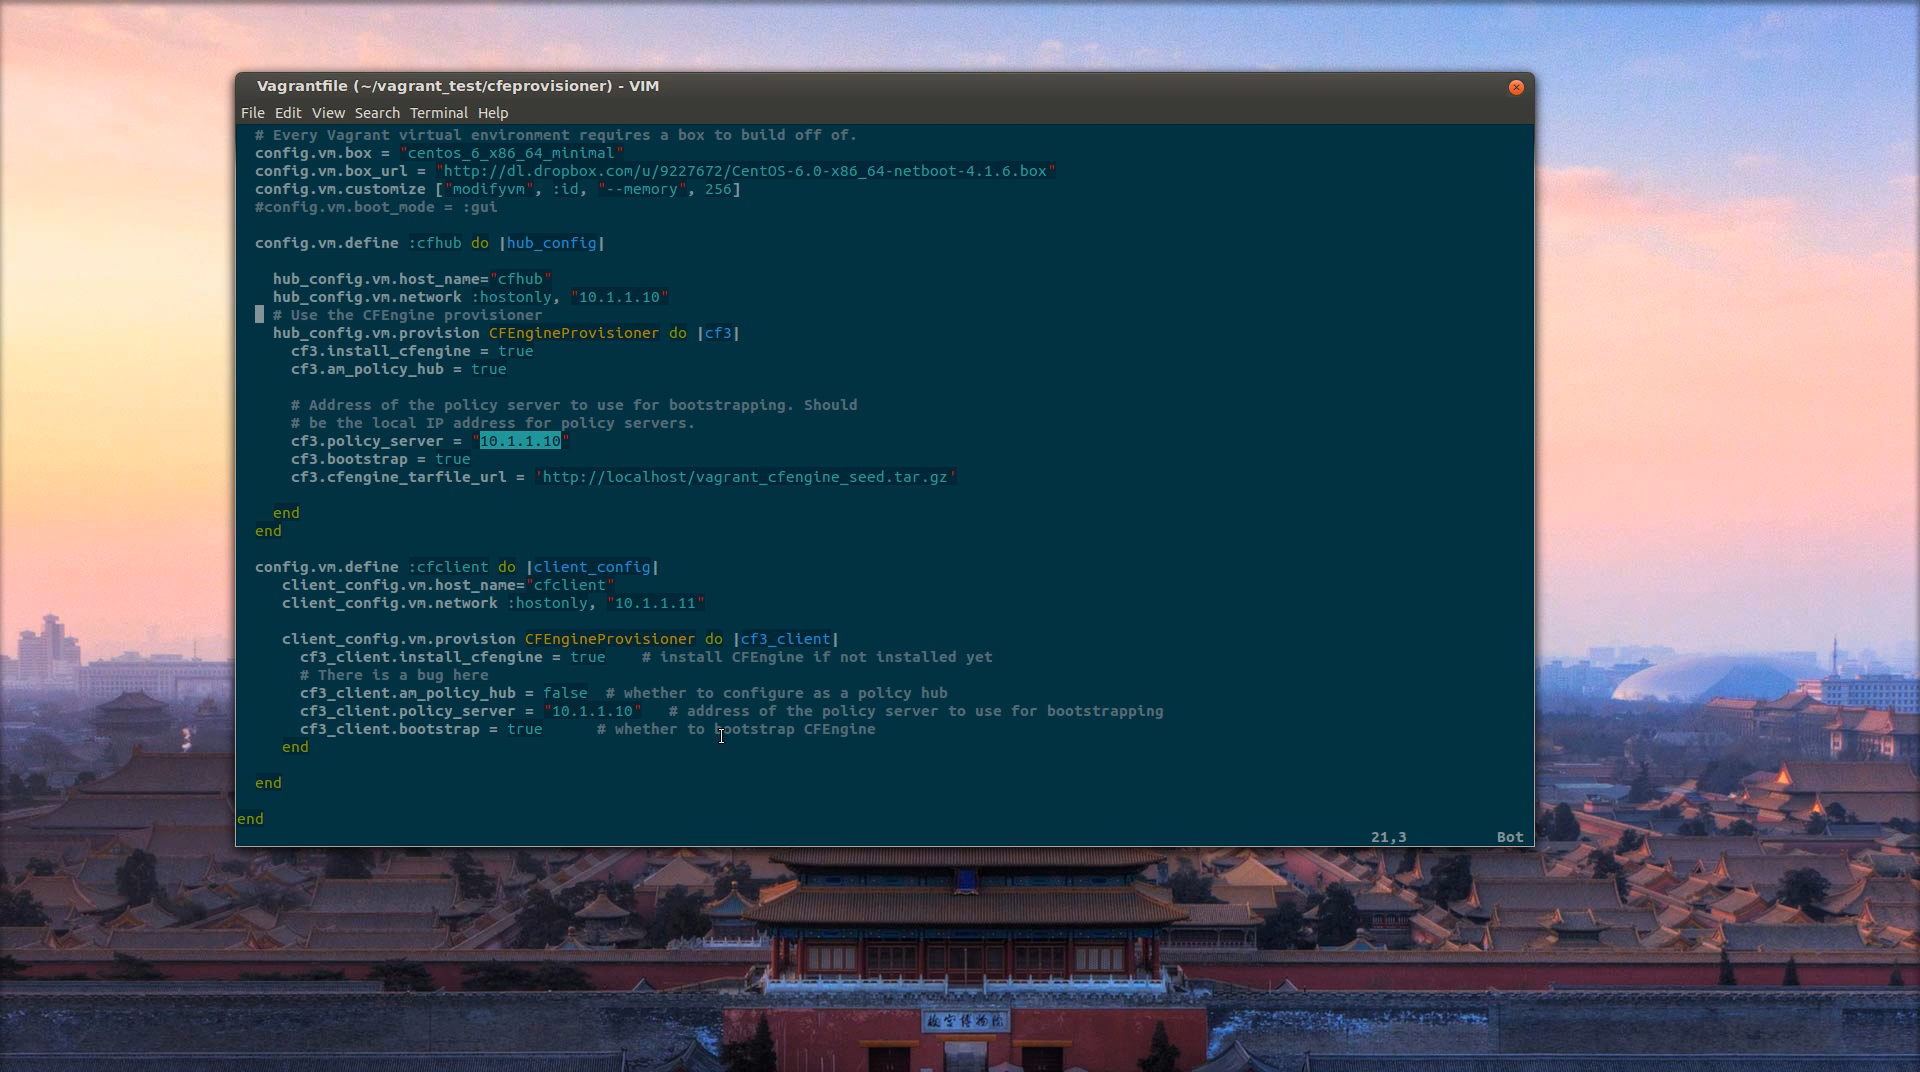 Vagrantfile (~/vagrant_test/cfeprovisioner) - VIM
File Edit View Search Terminal Help
# Every Vagrant virtual environment requires a box to build off of.
config.vm.box = "centos_6_x86_64_minimal"
config.vm.box_url = "http://dl.dropbox.com/u/9227672/CentOS-6.0-x86_64-netboot-4.1.6.box"
config.vm.customize ["modifyvm", :id, "--memory", 256]
#config.vm.boot_mode = :gui
config.vm.define :cfhub do |hub_config|
hub_config.vm.host_name="cfhub"
hub_config.vm.network :hostonly, "10.1.1.10"
# Use the CFEngine provisioner
hub_config.vm.provision CFEngineProvisioner do |cf3|
cf3.install_cfengine = true
cf3.am_policy_hub = true
# Address of the policy server to use for bootstrapping. Should
# be the local IP address for policy servers.
cf3.policy_server = "10.1.1.10"
cf3.bootstrap = true
cf3.cfengine_tarfile_url = 'http://localhost/vagrant_cfengine_seed.tar.gz'
end
end
config.vm.define :cfclient do |client_config|
client_config.vm.host_name="cfclient"
client_config.vm.network :hostonly, "10.1.1.11"
client_config.vm.provision CFEngineProvisioner do |cf3_client|
cf3_client.install_cfengine = true # install CFEngine if not installed yet
# There is a bug here
cf3_client.am_policy_hub = false # whether to configure as a policy hub
cf3_client.policy_server = "10.1.1.10" # address of the policy server to use for bootstrapping
cf3_client.bootstrap = true # whether to bootstrap CFEngine
end
end
end
21,3 Bot
故宫博物院